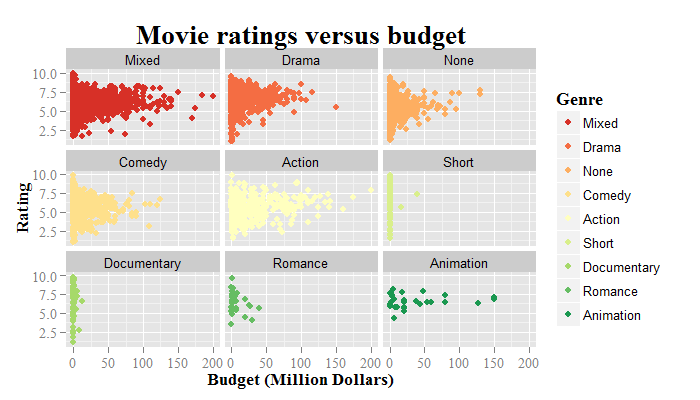 Movie ratings versus budget
Mixed Drama None
10.0
7.5
5.0
2.5
Comedy Action Short
10.0
7.5
5.0
2.5
Documentary Romance Animation
10.0
7.5
5.0
2.5
0 50 100 150 200 0 50 100 150 200 0 50 100 150 200
Rating
Budget (Million Dollars)
Genre
Mixed
Drama
None
Comedy
Action
Short
Documentary
Romance
Animation